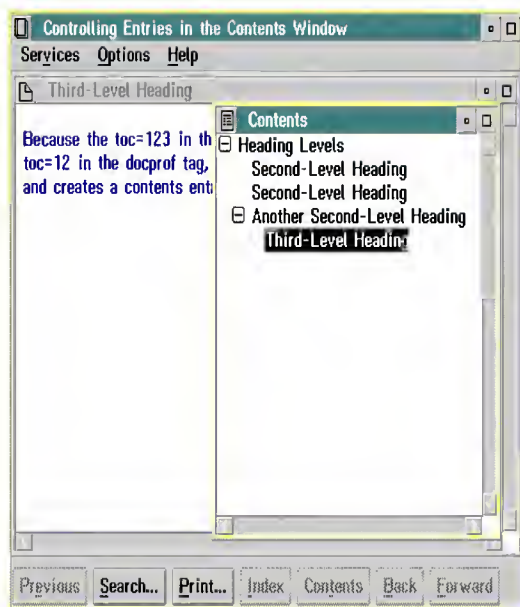 Controlling Entries in the Contents Window
Services Options Help
Third-Level Heading
Because the toc=123 in th
toc=12 in the docprof tag,
and creates a contents ent
Contents
Heading Levels
Second-Level Heading
Second-Level Heading
Another Second-Level Heading
Third-Level Heading
Previous Search... Print... Index Contents Back Forward